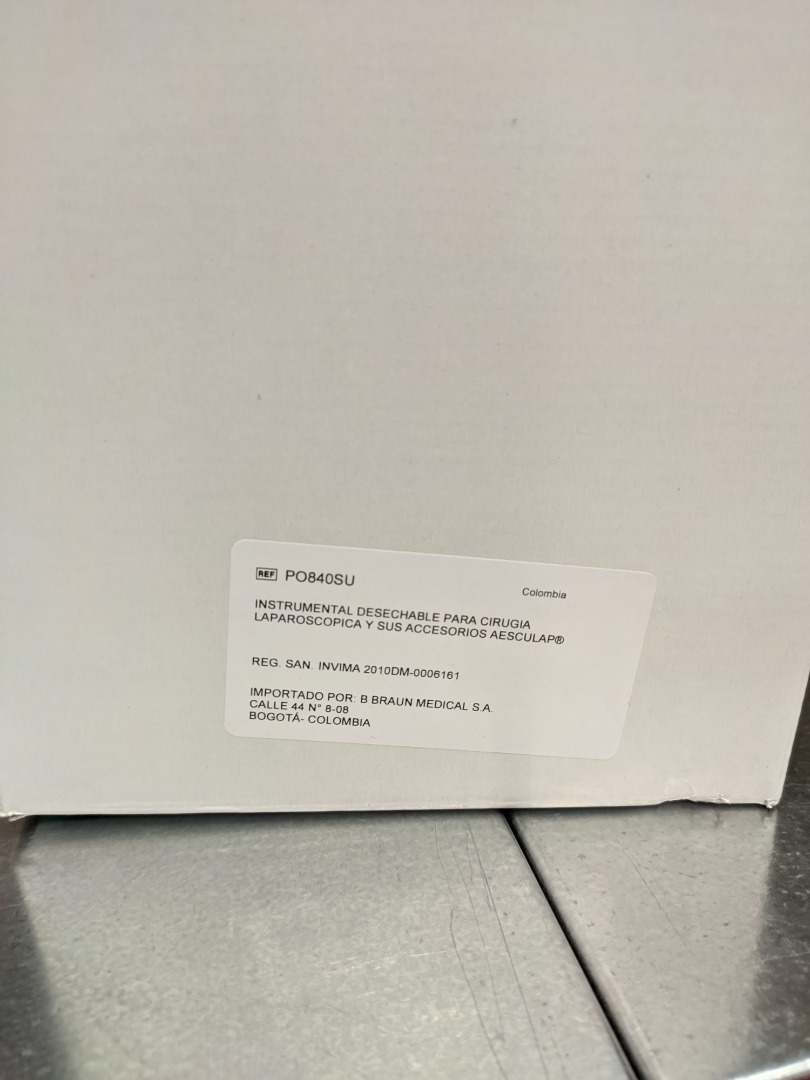 REF PO840SU
Colombia
INSTRUMENTAL DESECHABLE PARA CIRUGIA
LAPAROSCOPICA Y SUS ACCESORIOS AESCULAP®
REG. SAN. INVIMA 2010DM-0006161
IMPORTADO POR: B BRAUN MEDICAL S.A.
CALLE 44 N° 8-08
BOGOTÁ- COLOMBIA